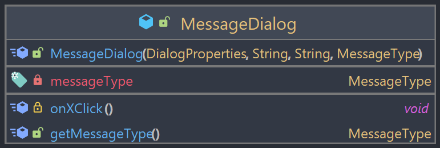 MessageDialog
MessageDialog(DialogProperties, String, String, MessageType)
messageType MessageType
onXClick() void
getMessageType() MessageType